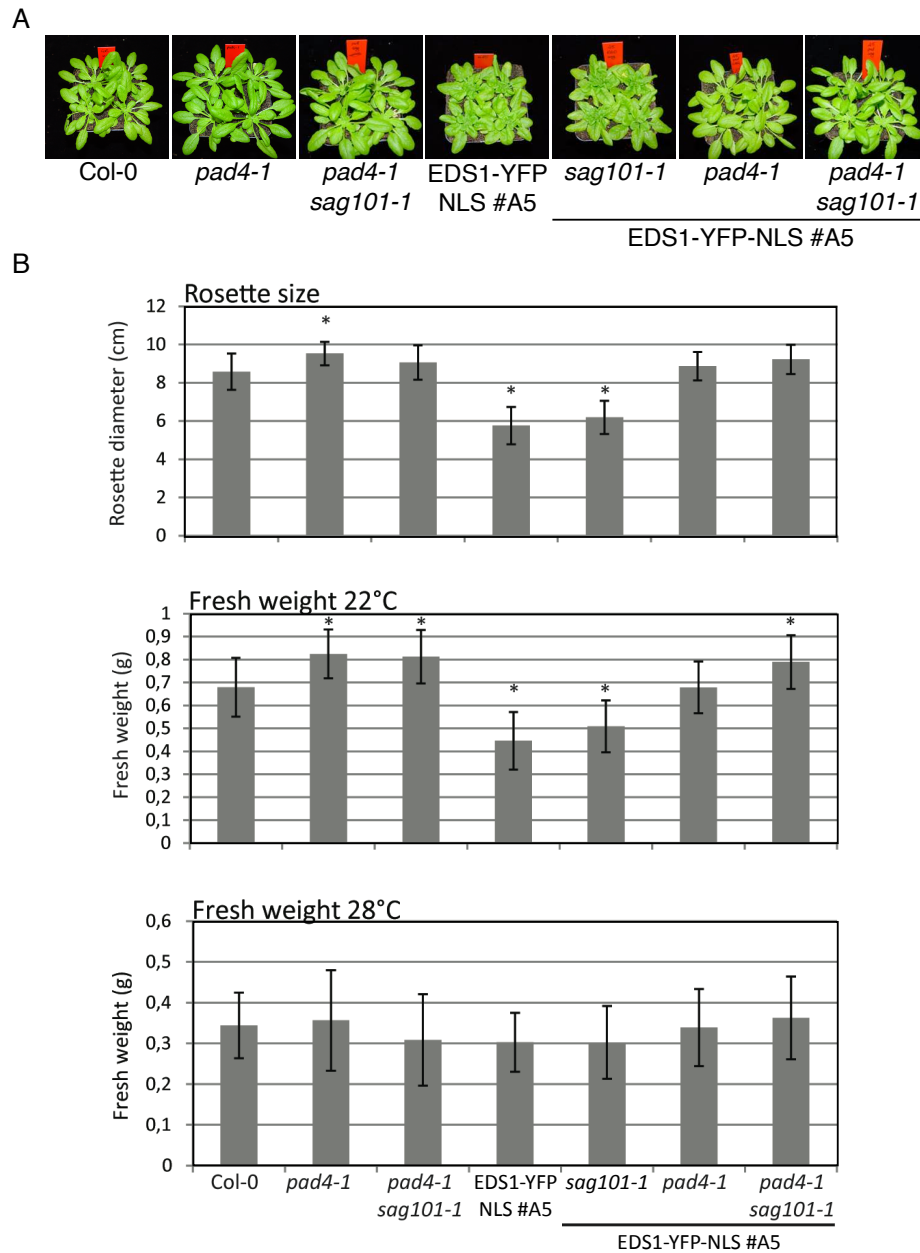 A
Col-0
pad4-1
pad4-1
sag101-1
EDS1-YFP
NLS #A5
sag101-1
pad4-1
pad4-1
sag101-1
EDS1-YFP-NLS #A5
B
Rosette size
Rosette diameter (cm)
12
10
8
6
4
2
0
*
*
*
Fresh weight 22°C
Fresh weight (g)
1
0,9
0,8
0,7
0,6
0,5
0,4
0,3
0,2
0,1
0
*
*
*
*
*
Fresh weight 28°C
Fresh weight (g)
0,6
0,5
0,4
0,3
0,2
0,1
0
Col-0
pad4-1
pad4-1
sag101-1
EDS1-YFP
NLS #A5
sag101-1
pad4-1
pad4-1
sag101-1
EDS1-YFP-NLS #A5